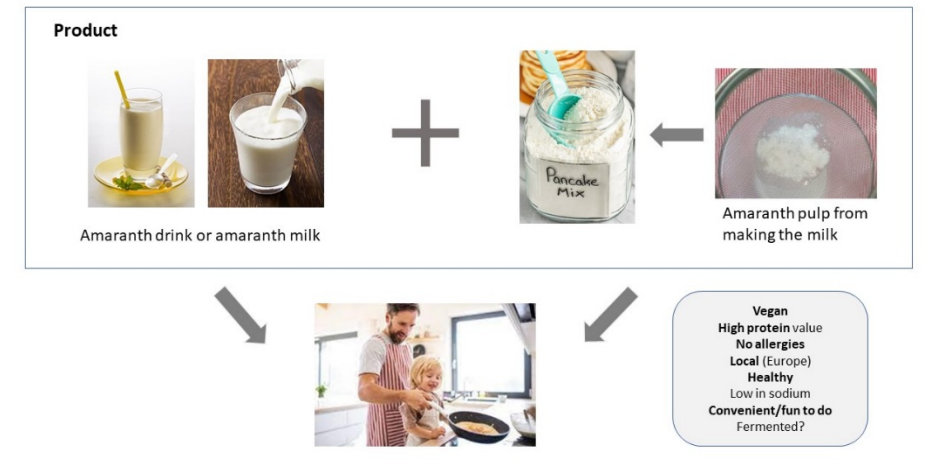 Product
Pancake
Mix
Amaranth drink or amaranth milk
Amaranth pulp from
making the milk
Vegan
High protein value
No allergies
Local (Europe)
Healthy
Low in sodium
Convenient/fun to do
Fermented?